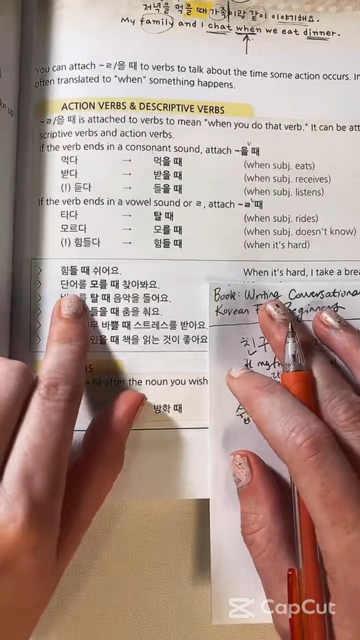 저녁을 먹을 때 가족이랑 같이 이야기해요.
My family and I chat when we eat dinner.
You can attach -ㄹ/을 때 to verbs to talk about the time some action occurs. In
often translated to "when" something happens.
ACTION VERBS & DESCRIPTIVE VERBS
-ㄹ/을 때 is attached to verbs to mean "when you do that verb." It can be att
scriptive verbs and action verbs.
If the verb ends in a consonant sound, attach -을 때
먹다 → 먹을 때 (when subj. eats)
받다 → 받을 때 (when subj. receives)
(!) 듣다 → 들을 때 (when subj. listens)
If the verb ends in a vowel sound or ㄹ, attach -ㄹ 때
타다 → 탈 때 (when subj. rides)
모르다 → 모를 때 (when subj. doesn't know)
(!) 힘들다 → 힘들 때 (when it's hard)
힘들 때 쉬어요. When it's hard, I take a brea
단어를 모를 때 찾아봐요.
탈 때 음악을 들어요.
들을 때 춤을 춰요.
바쁠 때 스트레스를 받아요
있을 때 책을 읽는 것이 좋아요
after the noun you wish
방학 때
Book: Writing Conversational
Korean Beginners
친구
CapCut